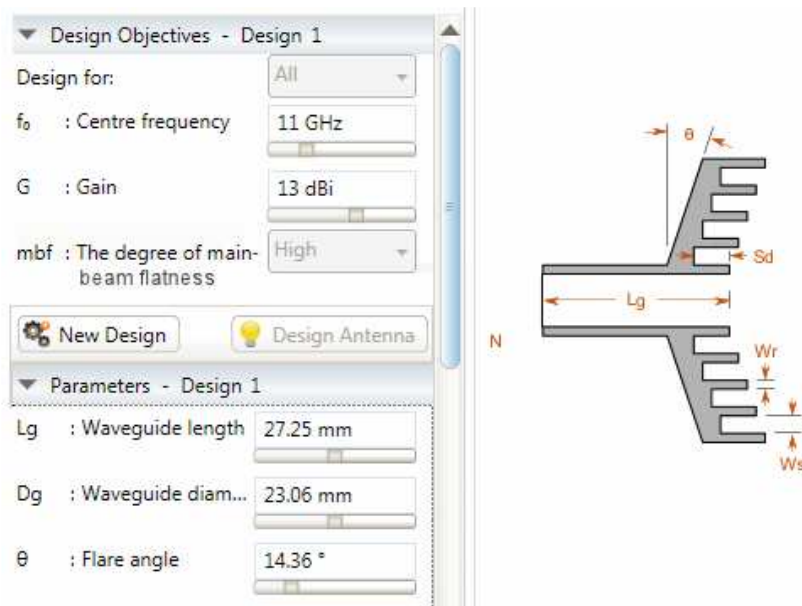 Design Objectives - Design 1
Design for: All
f₀ : Centre frequency 11 GHz
G : Gain 13 dBi
mbf : The degree of main- High
beam flatness
New Design Design Antenna
Parameters - Design 1
Lg : Waveguide length 27.25 mm
Dg : Waveguide diam... 23.06 mm
θ : Flare angle 14.36 °
θ
Sd
Lg
N
Wr
Ws